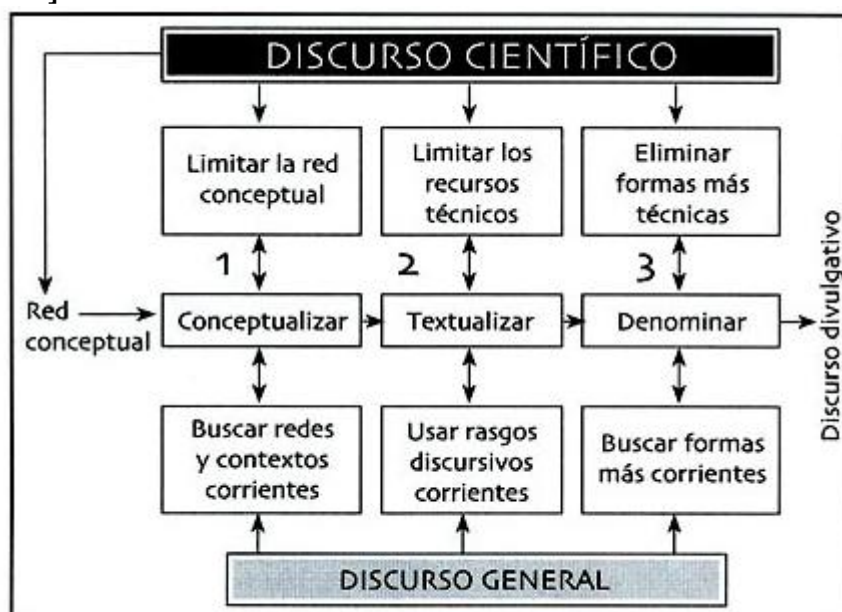 DISCURSO CIENTÍFICO
Limitar la red
conceptual
Limitar los
recursos
técnicos
Eliminar
formas más
técnicas
1
2
3
Red
conceptual
Conceptualizar
Textualizar
Denominar
Discurso divulgativo
Buscar redes
y contextos
corrientes
Usar rasgos
discursivos
corrientes
Buscar formas
más corrientes
DISCURSO GENERAL